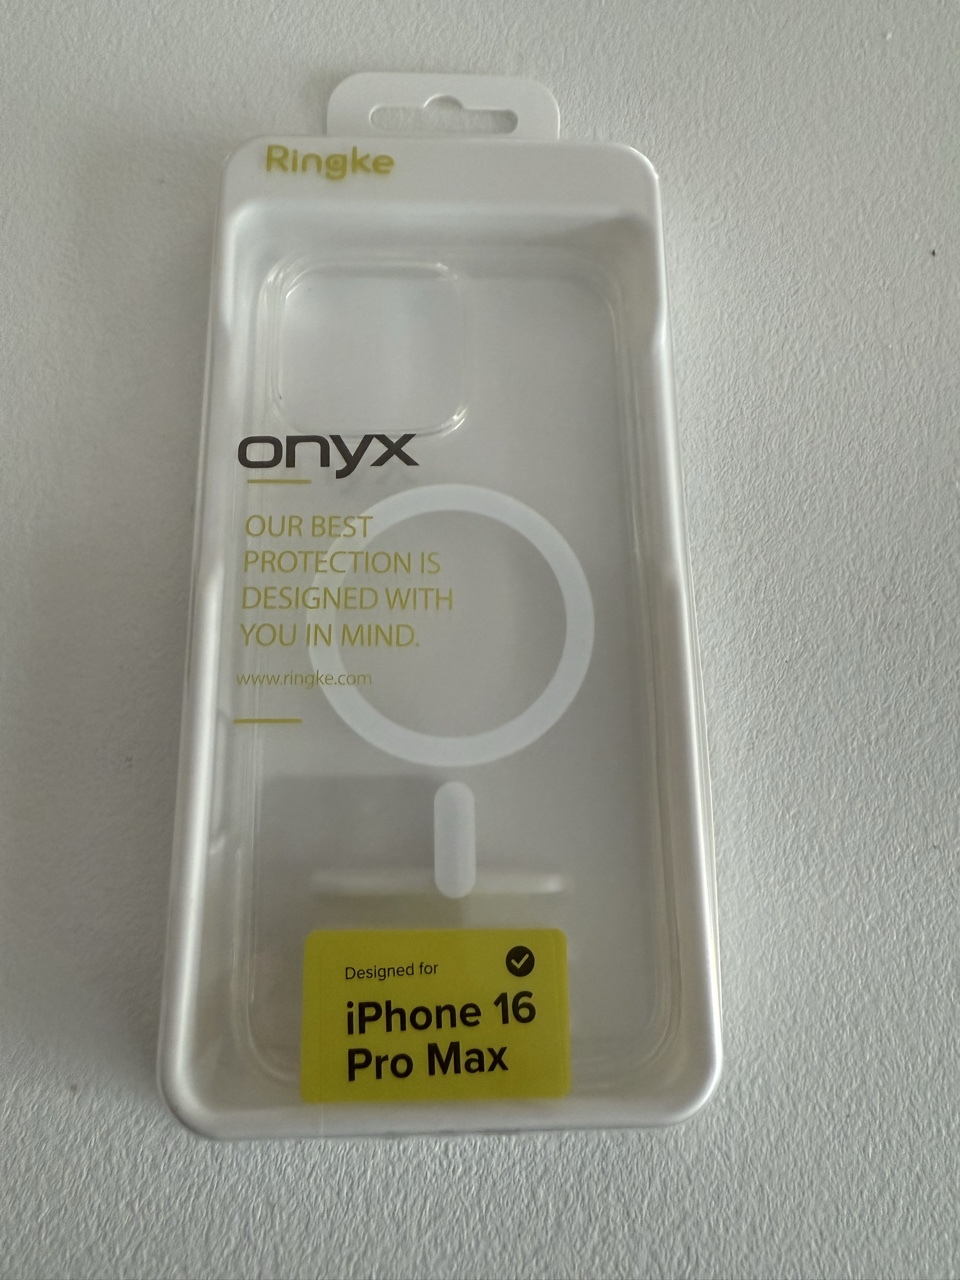 Ringke
onyx
OUR BEST
PROTECTION IS
DESIGNED WITH
YOU IN MIND.
www.ringke.com
Designed for
iPhone 16
Pro Max